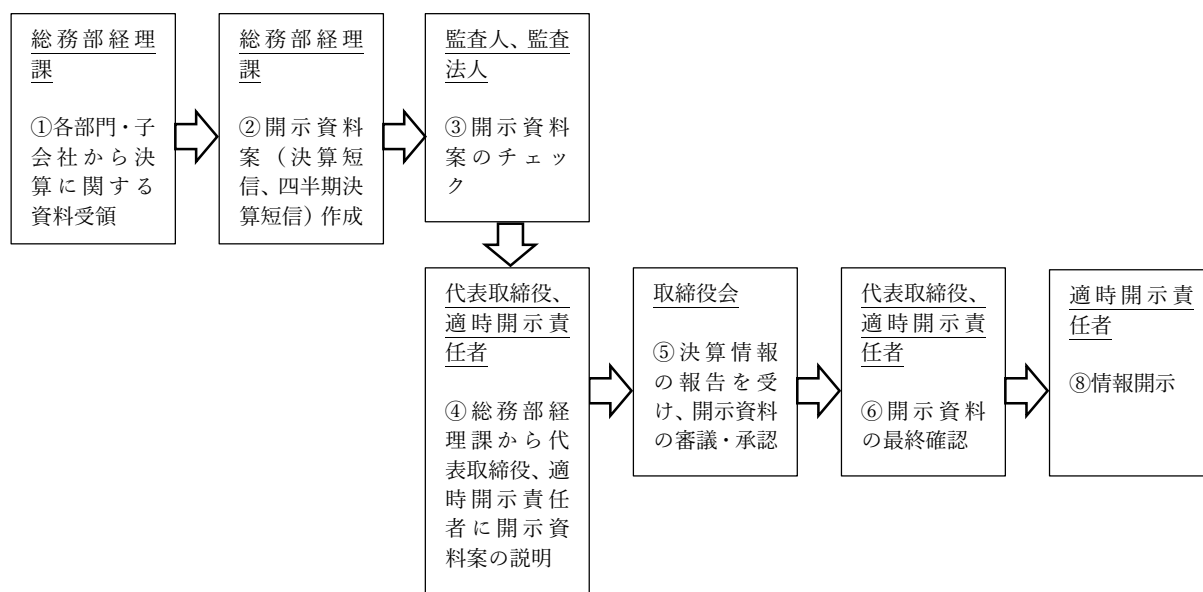 総務部経理
課
①各部門・子
会社から決
算に関する
資料受領
総務部経理
課
②開示資料
案（決算短
信、四半期決
算短信）作成
監査人、監査
法人
③開示資料
案のチェッ
ク
代表取締役、
適時開示責
任者
④総務部経
理課から代
表取締役、適
時開示責任
者に開示資
料案の説明
取締役会
⑤決算情報
の報告を受
け、開示資料
の審議・承認
代表取締役、
適時開示責
任者
⑥開示資料
の最終確認
適時開示責
任者
⑧情報開示